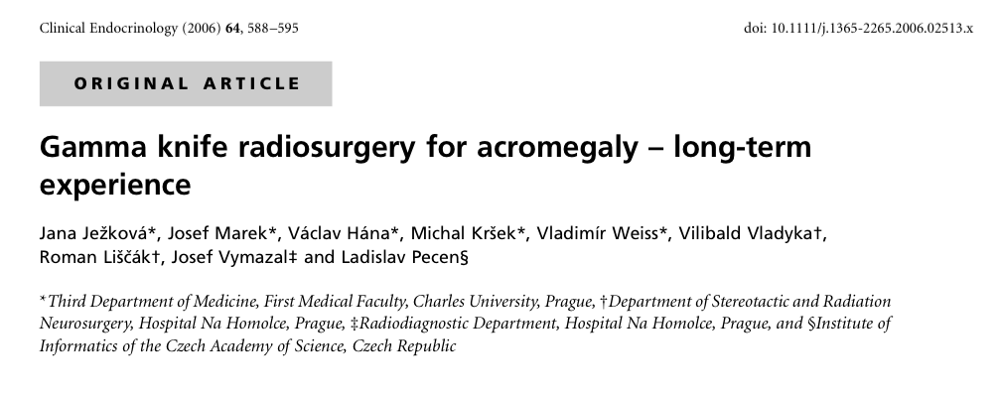 Clinical Endocrinology (2006) 64, 588–595
doi: 10.1111/j.1365-2265.2006.02513.x
ORIGINAL ARTICLE
Gamma knife radiosurgery for acromegaly – long-term
experience
Jana Ježková*, Josef Marek*, Václav Hána*, Michal Kršek*, Vladimír Weiss*, Vilibald Vladyka†,
Roman Liščák†, Josef Vymazal‡ and Ladislav Pecen§
*Third Department of Medicine, First Medical Faculty, Charles University, Prague, †Department of Stereotactic and Radiation
Neurosurgery, Hospital Na Homolce, Prague, ‡Radiodiagnostic Department, Hospital Na Homolce, Prague, and §Institute of
Informatics of the Czech Academy of Science, Czech Republic